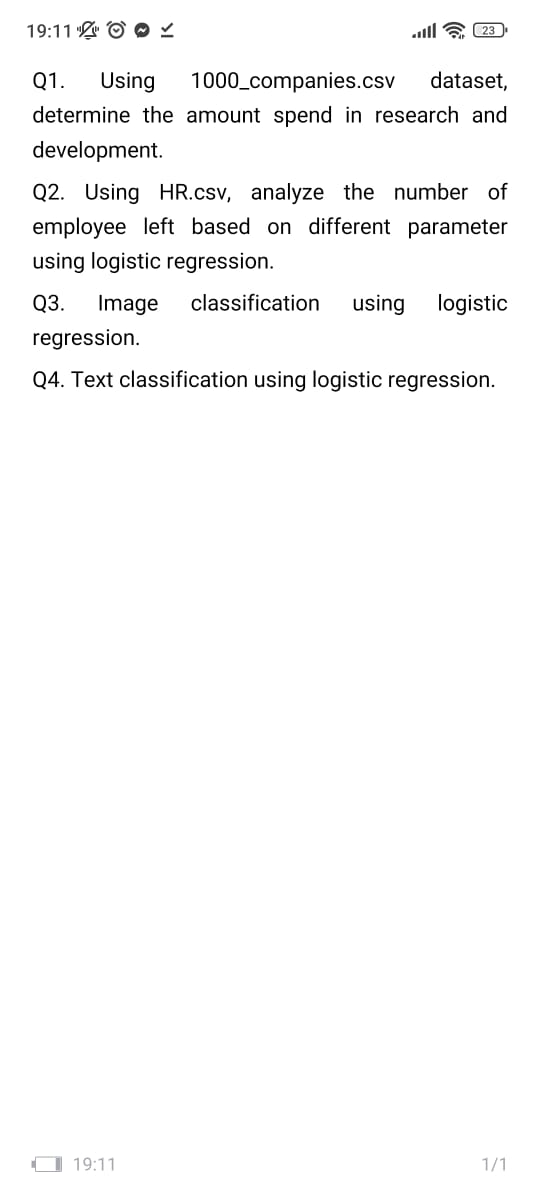 19:11
23
Q1. Using 1000_companies.csv dataset,
determine the amount spend in research and
development.
Q2. Using HR.csv, analyze the number of
employee left based on different parameter
using logistic regression.
Q3. Image classification using logistic
regression.
Q4. Text classification using logistic regression.
19:11
1/1